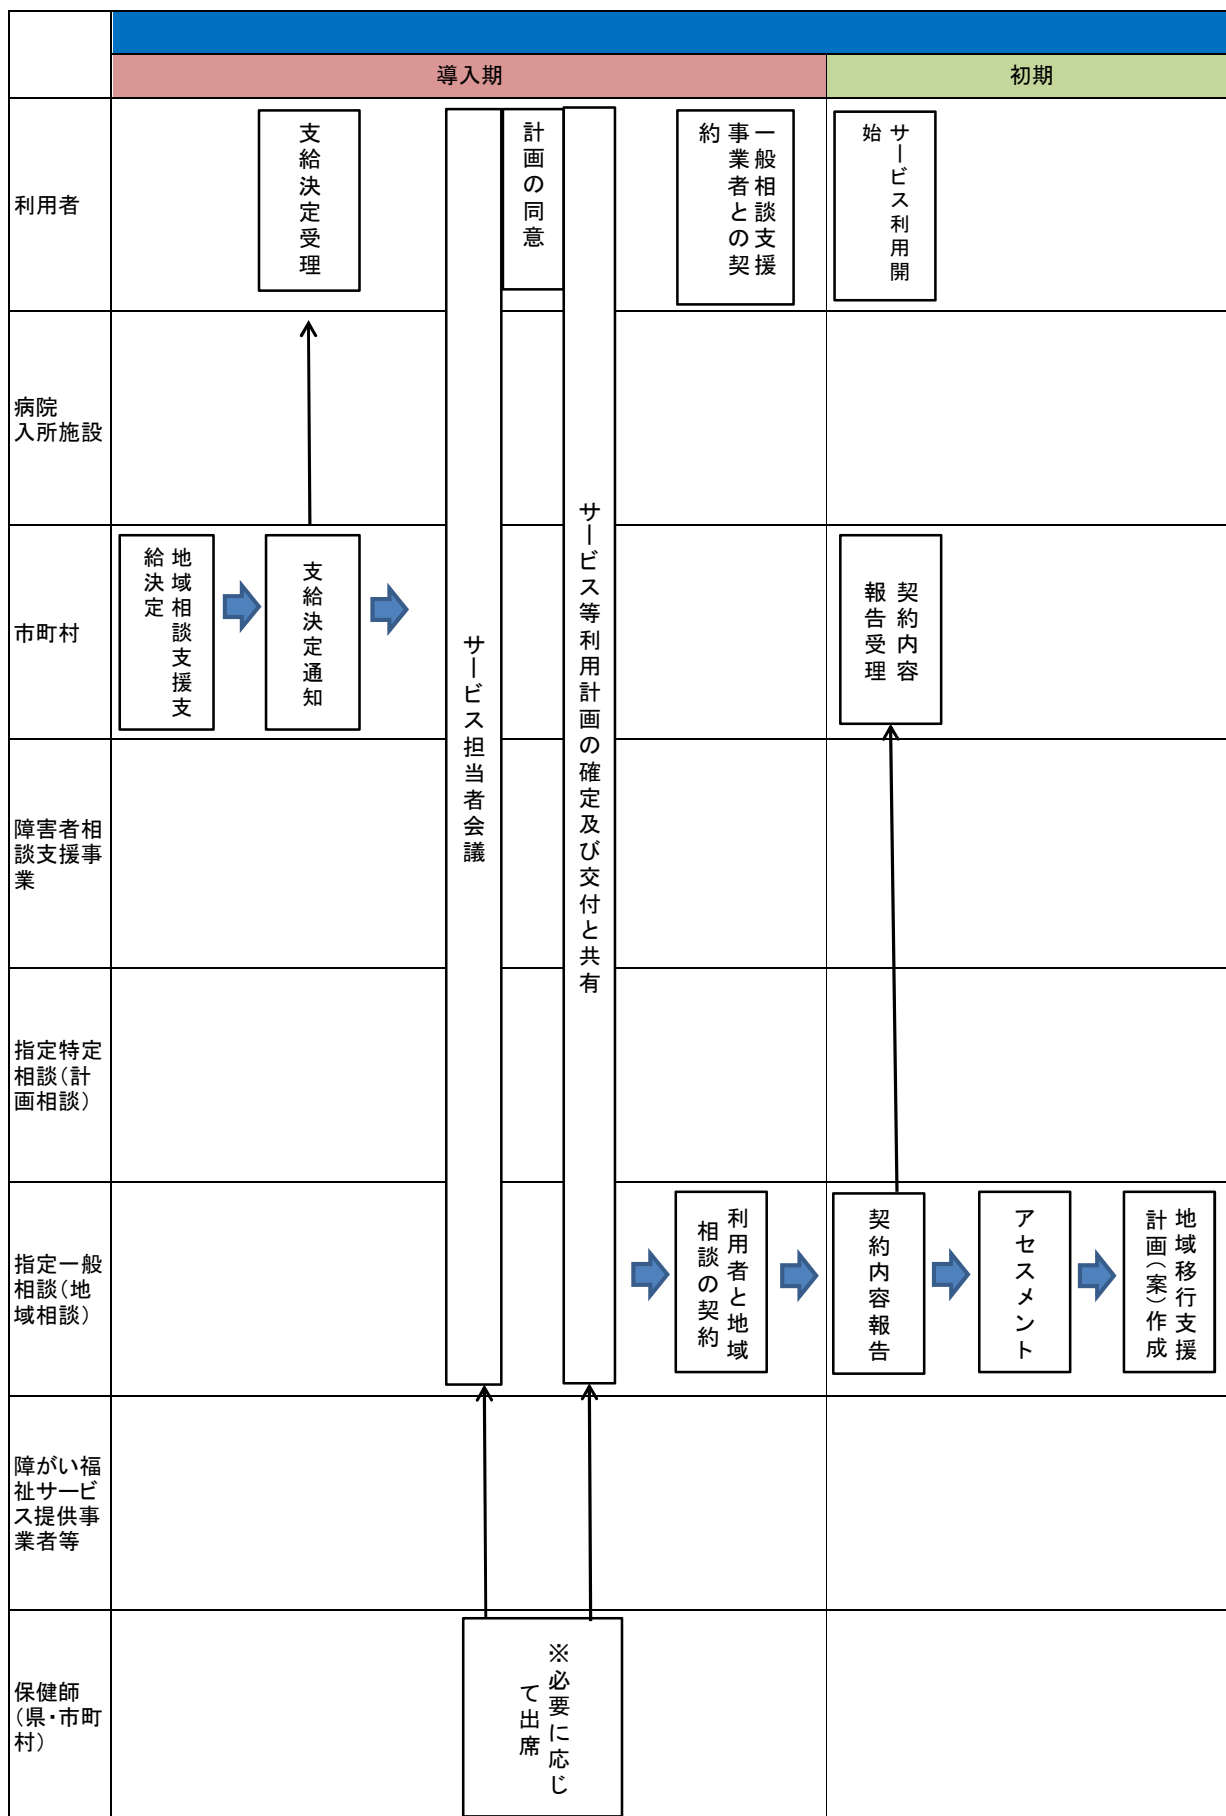 導入期
初期
利用者
支給決定受理
計画の同意
一般相談支援
事業者との契
約
サービス利用開
始
病院
入所施設
市町村
地域相談支援支
給決定
支給決定通知
サービス担当者会議
サービス等利用計画の確定及び交付と共有
契約内容
報告受理
障害者相
談支援事
業
指定特定
相談(計
画相談)
指定一般
相談(地
域相談)
利用者と地域
相談の契約
契約内容報告
アセスメント
地域移行支援
計画(案)作成
障がい福
祉サービ
ス提供事
業者等
保健師
(県・市町
村)
※必要に応じ
て出席